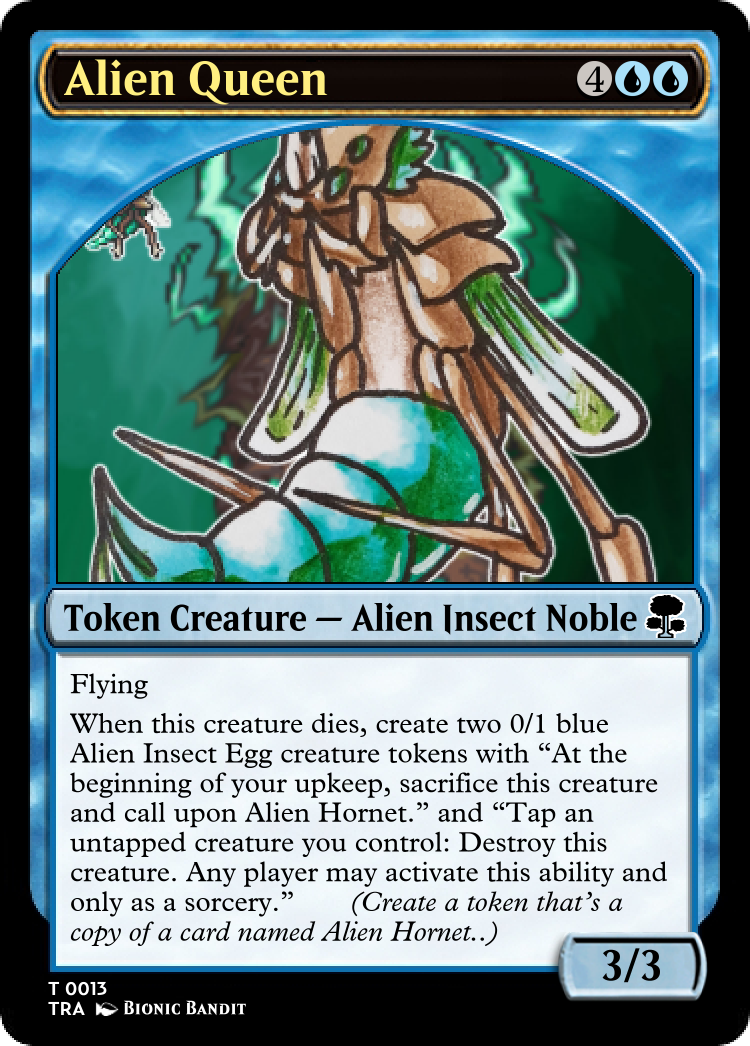 Alien Queen 4
Token Creature — Alien Insect Noble
Flying
When this creature dies, create two 0/1 blue
Alien Insect Egg creature tokens with “At the
beginning of your upkeep, sacrifice this creature
and call upon Alien Hornet.” and “Tap an
untapped creature you control: Destroy this
creature. Any player may activate this ability and
only as a sorcery.” (Create a token that’s a
copy of a card named Alien Hornet..)
3/3
T 0013
TRA BIONIC BANDIT